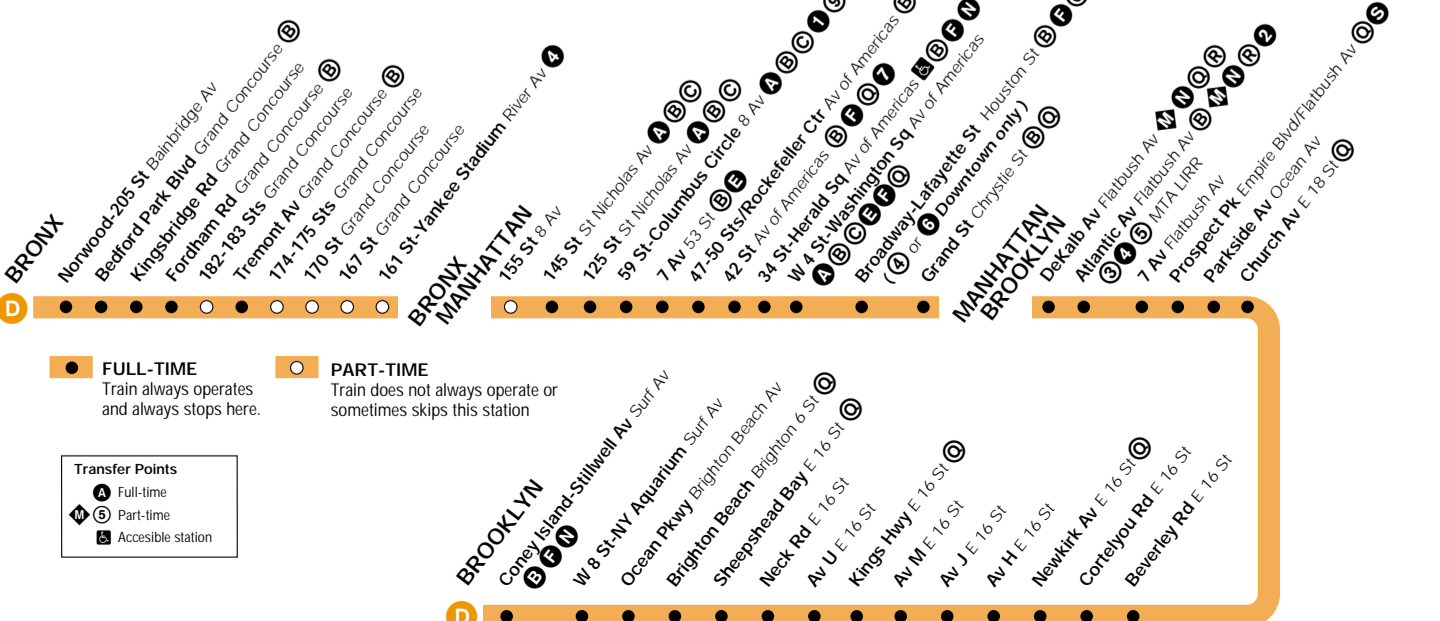 BRONX
Norwood-205 St Bainbridge Av
Bedford Park Blvd Grand Concourse B
Kingsbridge Rd Grand Concourse
Fordham Rd Grand Concourse B
182-183 Sts Grand Concourse
Tremont Av Grand Concourse B
174-175 Sts Grand Concourse
170 St Grand Concourse
167 St Grand Concourse
161 St-Yankee Stadium River Av 4
BRONX
MANHATTAN
155 St 8 Av
145 St St Nicholas Av A B C
125 St St Nicholas Av A B C
59 St-Columbus Circle 8 Av A B C 1 9
7 Av 53 St B E
47-50 Sts/Rockefeller Ctr Av of Americas B
42 St Av of Americas B F Q 7
34 St-Herald Sq Av of Americas B F N
W 4 St-Washington Sq Av of Americas
A B C E F Q
Broadway-Lafayette St Houston St B F
(4 or 6 Downtown only)
Grand St Chrystie St B Q
MANHATTAN
BROOKLYN
DeKalb Av Flatbush Av M N Q R
Atlantic Av Flatbush Av B M N R 2
3 4 5 MTA LIRR
7 Av Flatbush Av
Prospect Pk Empire Blvd/Flatbush Av Q S
Parkside Av Ocean Av
Church Av E 18 St Q
D
FULL-TIME
Train always operates
and always stops here.
PART-TIME
Train does not always operate or
sometimes skips this station
Transfer Points
A Full-time
M 5 Part-time
Accesible station
BROOKLYN
Coney Island-Stillwell Av Surf Av
B F N
W 8 St-NY Aquarium Surf Av
Ocean Pkwy Brighton Beach Av
Brighton Beach Brighton 6 St Q
Sheepshead Bay E 16 St Q
Neck Rd E 16 St
Av U E 16 St
Kings Hwy E 16 St Q
Av M E 16 St
Av J E 16 St
Av H E 16 St
Newkirk Av E 16 St Q
Cortelyou Rd E 16 St
Beverley Rd E 16 St
D